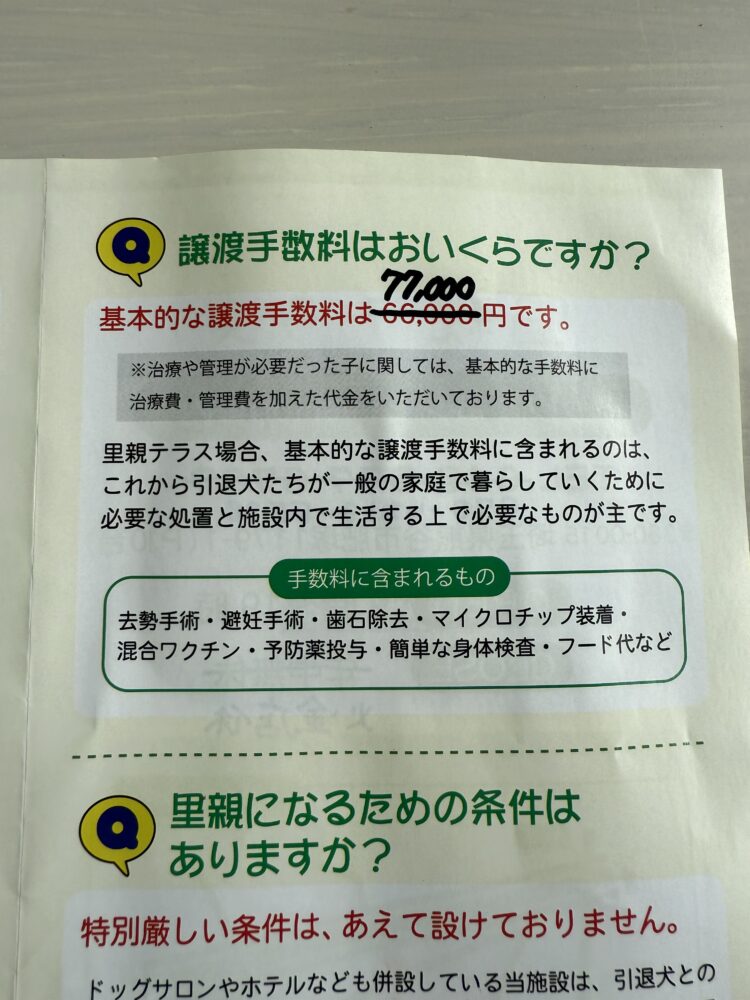 Q 譲渡手数料はおいくらですか？
77,000
基本的な譲渡手数料は66,000円です。
※治療や管理が必要だった子に関しては、基本的な手数料に
治療費・管理費を加えた代金をいただいております。
里親テラス場合、基本的な譲渡手数料に含まれるのは、
これから引退犬たちが一般の家庭で暮らしていくために
必要な処置と施設内で生活する上で必要なものが主です。
手数料に含まれるもの
去勢手術・避妊手術・歯石除去・マイクロチップ装着・
混合ワクチン・予防薬投与・簡単な身体検査・フード代など
Q 里親になるための条件は
ありますか？
特別厳しい条件は、あえて設けておりません。
ドッグサロンやホテルなども併設している当施設は、引退犬との